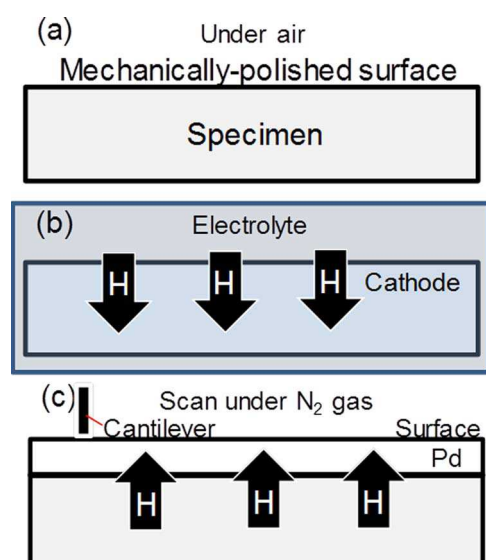 (a)
Under air
Mechanically-polished surface
Specimen
(b)
Electrolyte
H H H Cathode
(c) Scan under N₂ gas
Cantilever Surface
Pd
H H H